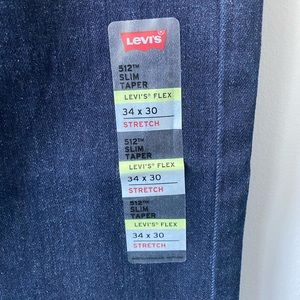 Levi's
512™
SLIM
TAPER
LEVI'S® FLEX
34 x 30
STRETCH
512™
SLIM
TAPER
LEVI'S® FLEX
34 x 30
STRETCH
512™
SLIM
TAPER
LEVI'S® FLEX
34 x 30
STRETCH